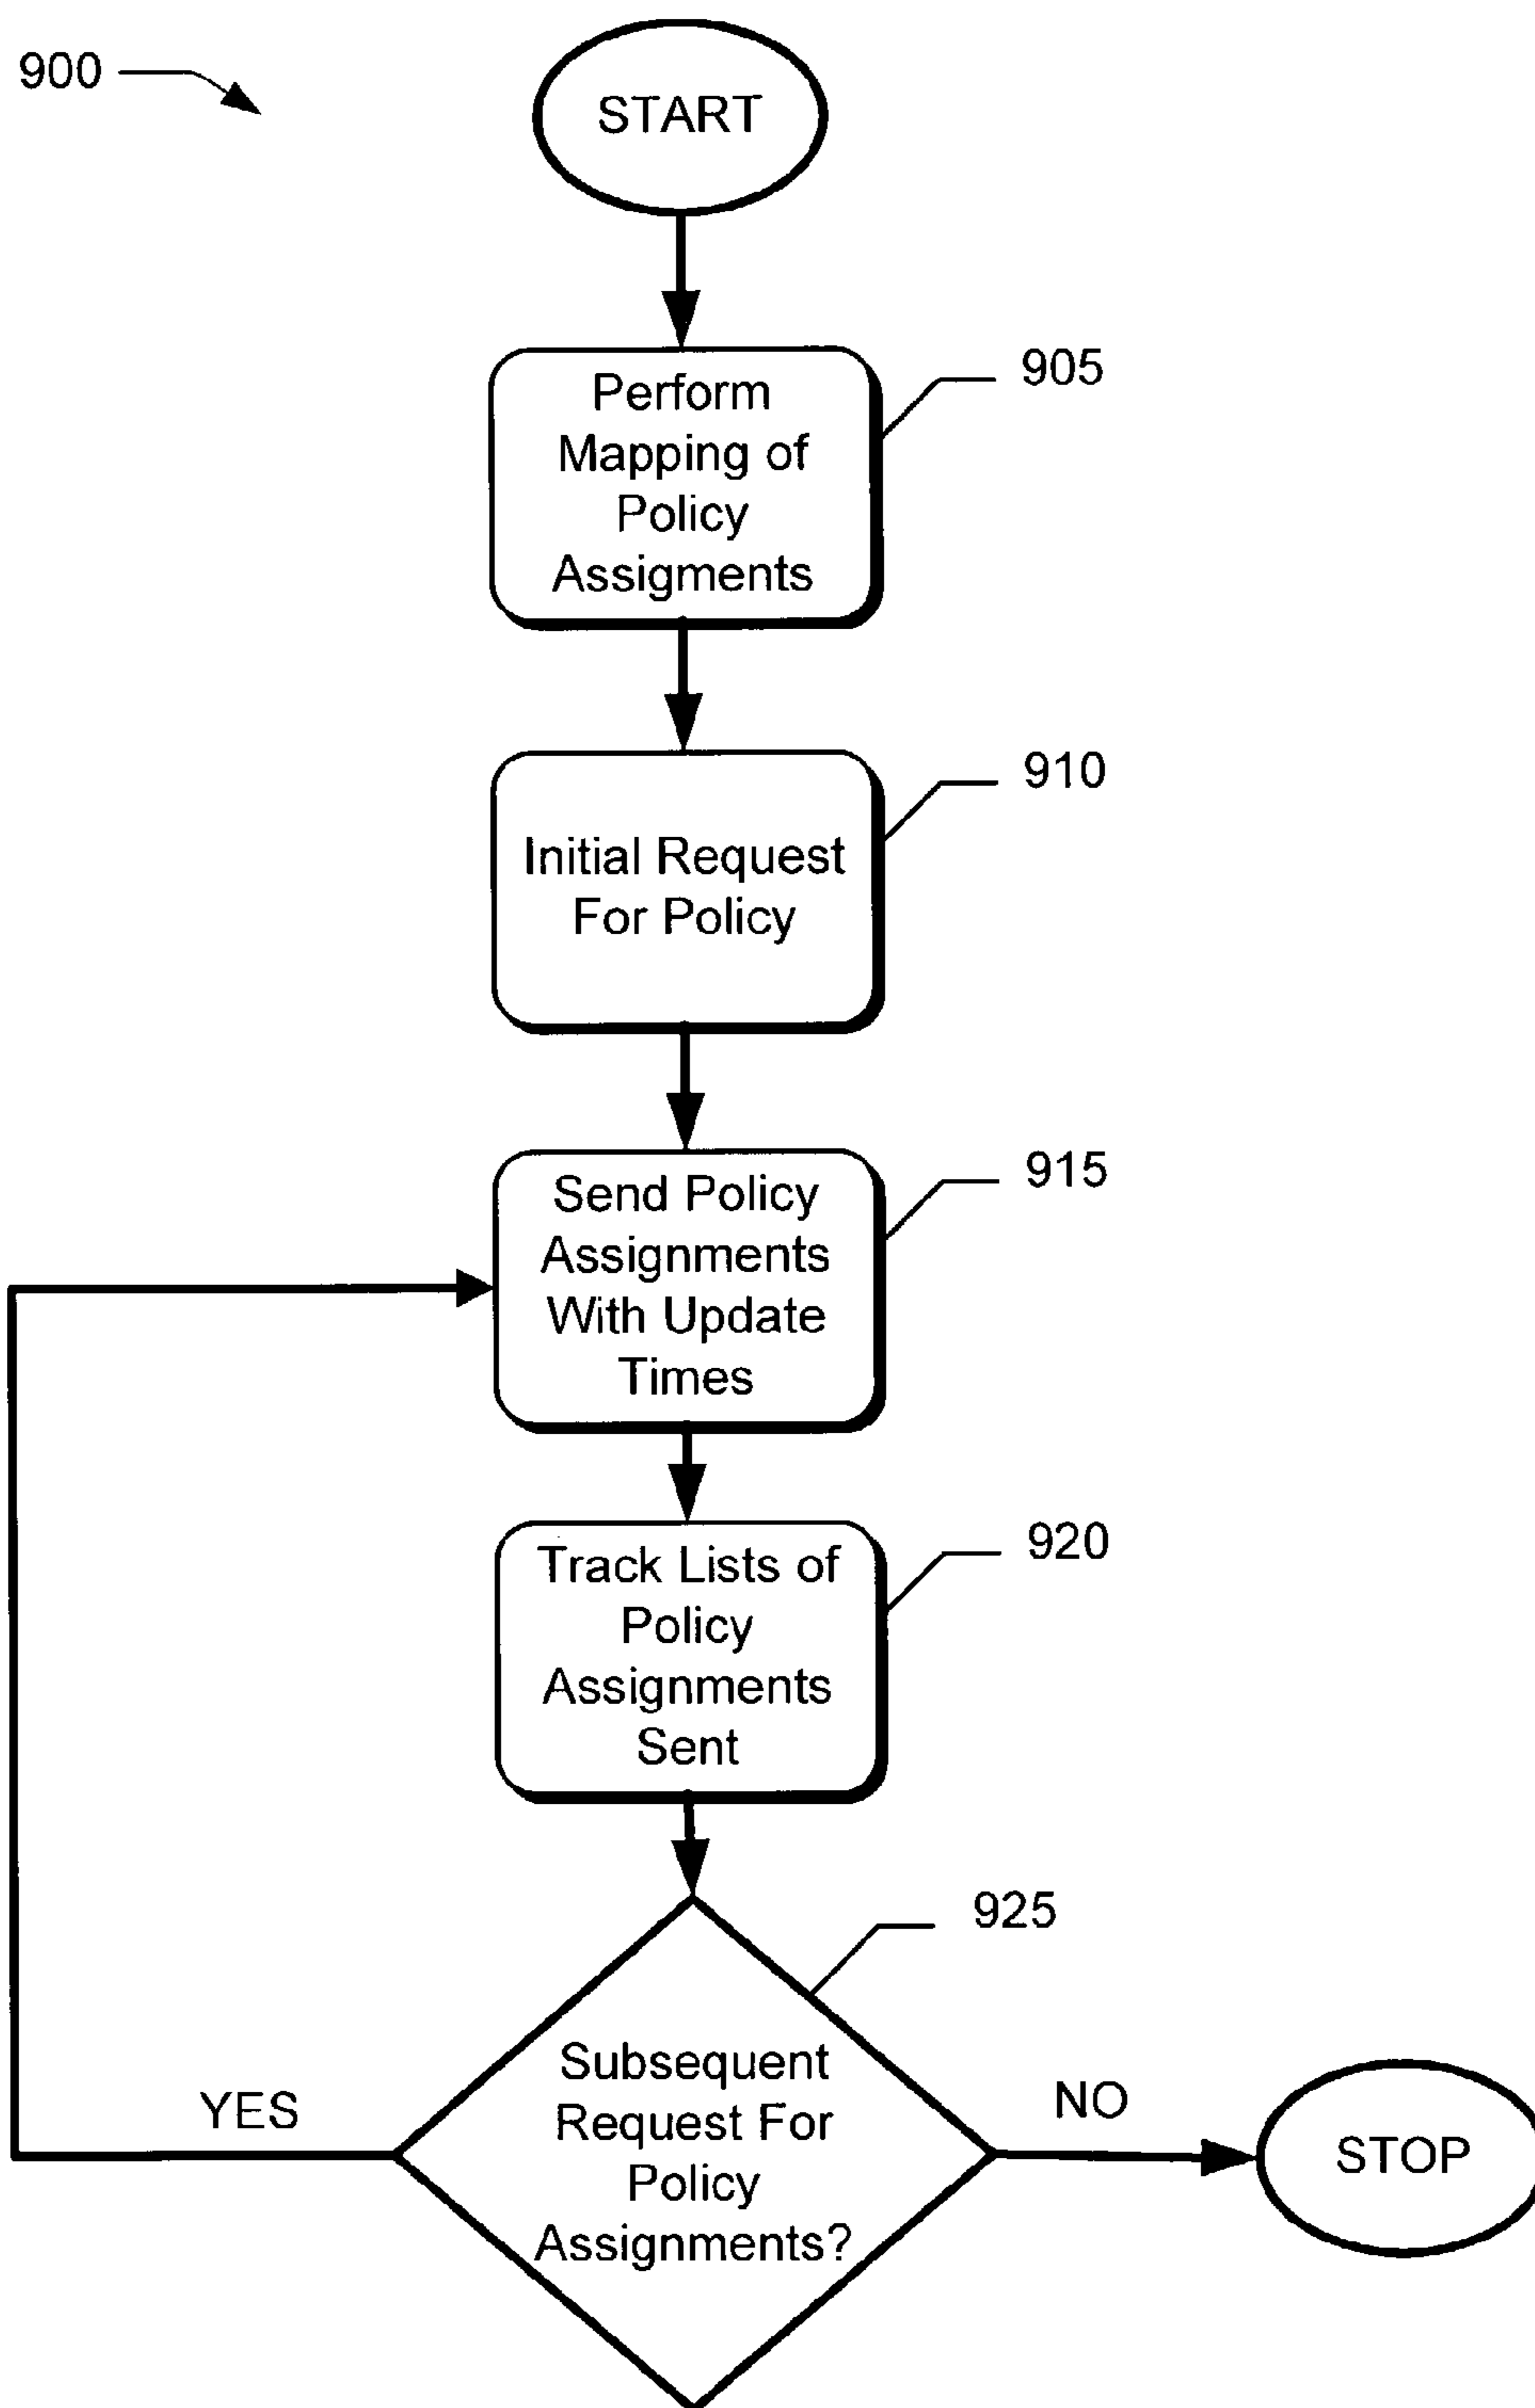 900
START
Perform
Mapping of
Policy
Assigments
905
Initial Request
For Policy
910
Send Policy
Assignments
With Update
Times
915
Track Lists of
Policy
Assignments
Sent
920
925
Subsequent
Request For
Policy
Assignments?
YES
NO
STOP